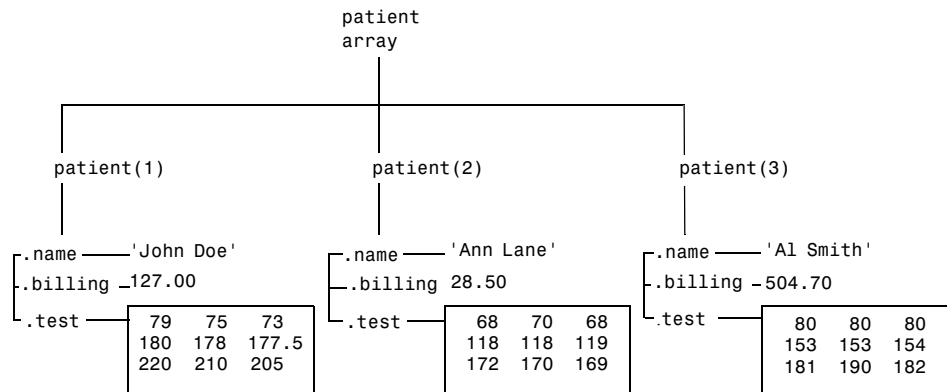 patient
array
patient(1)
patient(2)
patient(3)
.name 'John Doe'
.billing 127.00
.test
79 75 73
180 178 177.5
220 210 205
.name 'Ann Lane'
.billing 28.50
.test
68 70 68
118 118 119
172 170 169
.name 'Al Smith'
.billing 504.70
.test
80 80 80
153 153 154
181 190 182